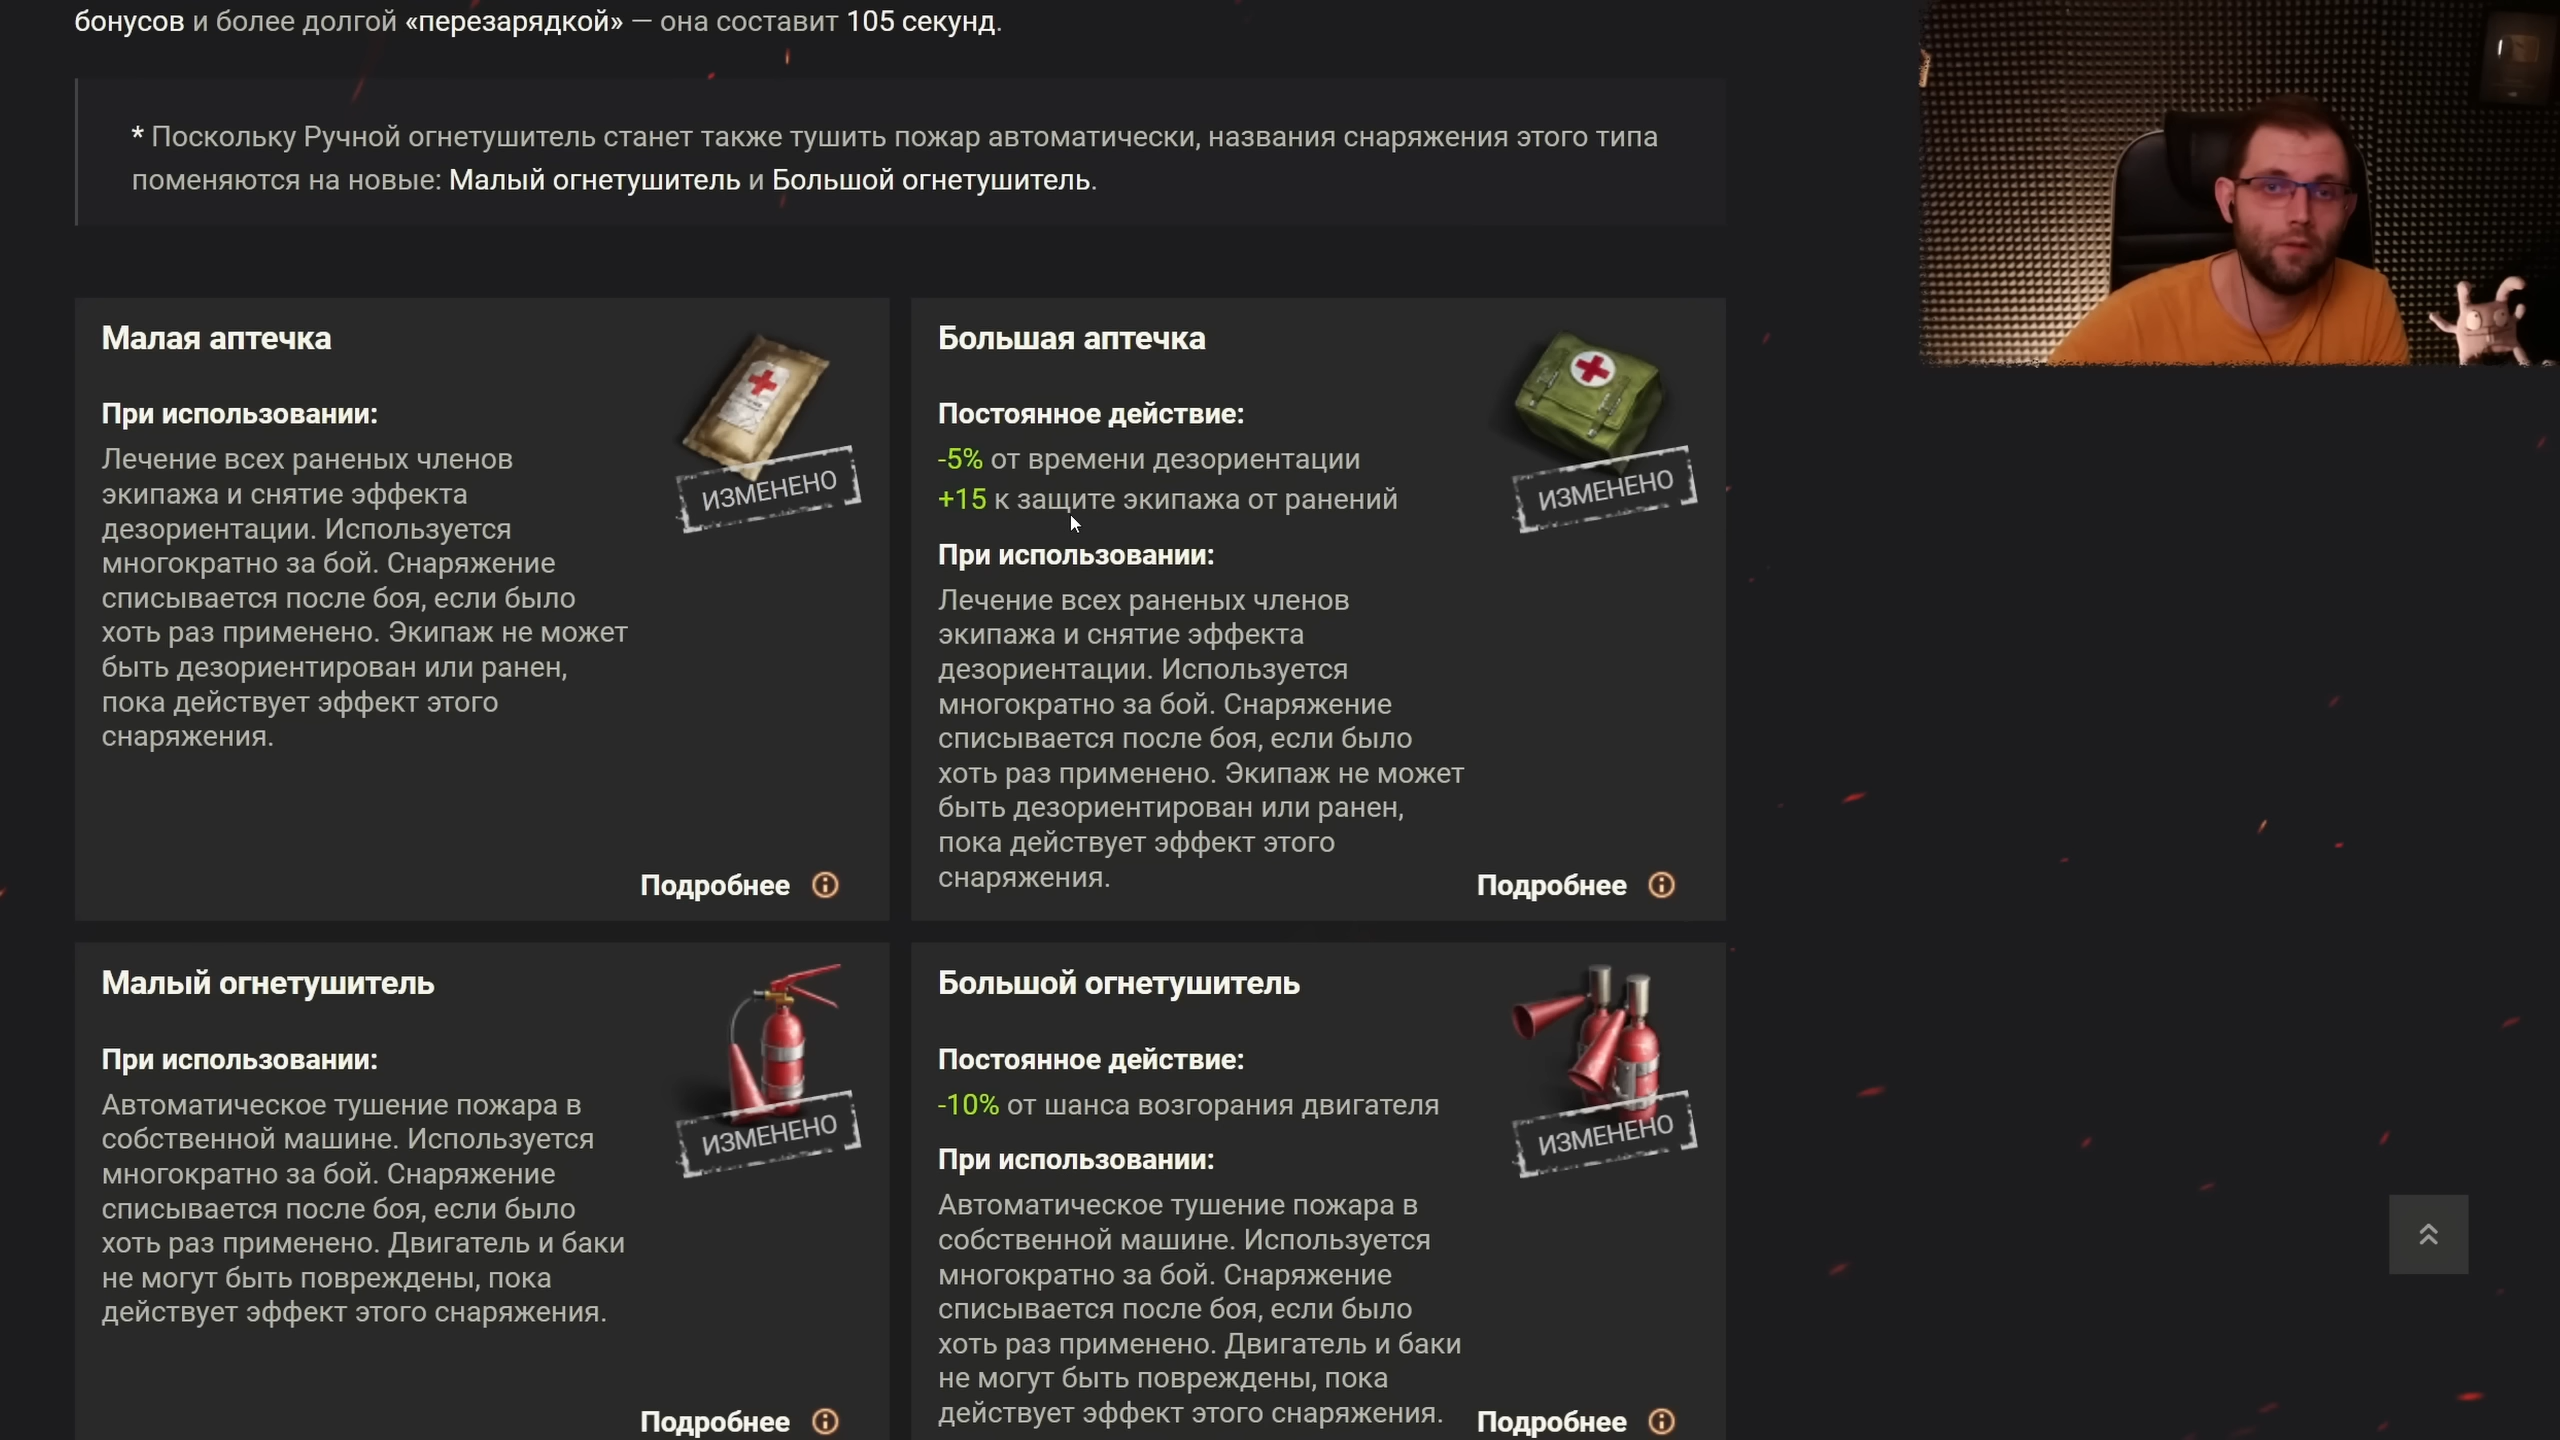 бонусов и более долгой «перезарядкой» — она составит 105 секунд.
* Поскольку Ручной огнетушитель станет также тушить пожар автоматически, названия снаряжения этого типа
поменяются на новые: Малый огнетушитель и Большой огнетушитель.
Малая аптечка
При использовании:
Лечение всех раненых членов
экипажа и снятие эффекта
дезориентации. Используется
многократно за бой. Снаряжение
списывается после боя, если было
хоть раз применено. Экипаж не может
быть дезориентирован или ранен,
пока действует эффект этого
снаряжения.
ИЗМЕНЕНО
Подробнее
Большая аптечка
Постоянное действие:
-5% от времени дезориентации
+15 к защите экипажа от ранений
При использовании:
Лечение всех раненых членов
экипажа и снятие эффекта
дезориентации. Используется
многократно за бой. Снаряжение
списывается после боя, если было
хоть раз применено. Экипаж не может
быть дезориентирован или ранен,
пока действует эффект этого
снаряжения.
ИЗМЕНЕНО
Подробнее
Малый огнетушитель
При использовании:
Автоматическое тушение пожара в
собственной машине. Используется
многократно за бой. Снаряжение
списывается после боя, если было
хоть раз применено. Двигатель и баки
не могут быть повреждены, пока
действует эффект этого снаряжения.
ИЗМЕНЕНО
Подробнее
Большой огнетушитель
Постоянное действие:
-10% от шанса возгорания двигателя
При использовании:
Автоматическое тушение пожара в
собственной машине. Используется
многократно за бой. Снаряжение
списывается после боя, если было
хоть раз применено. Двигатель и баки
не могут быть повреждены, пока
действует эффект этого снаряжения.
ИЗМЕНЕНО
Подробнее